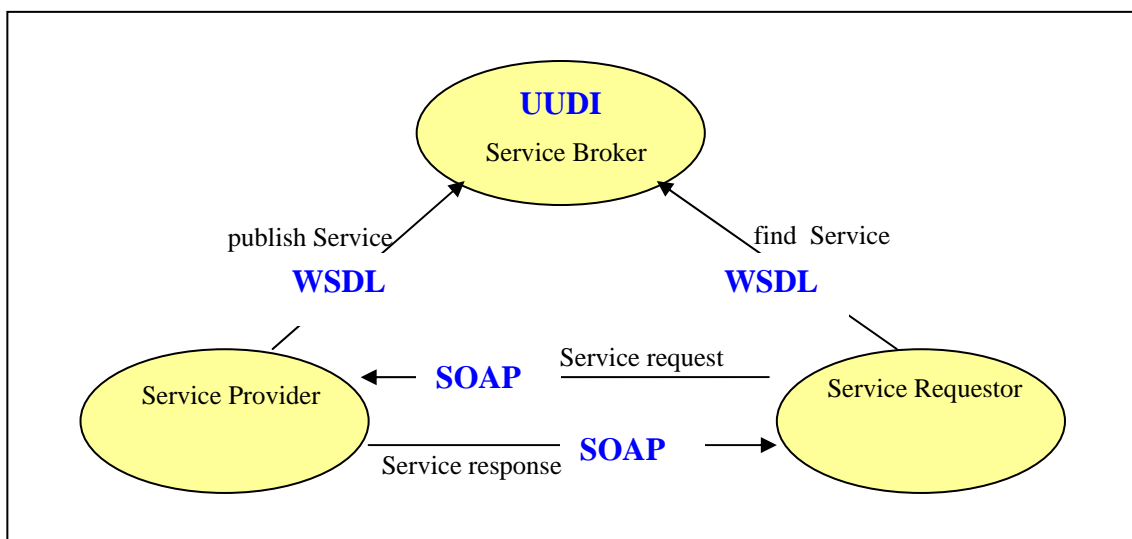 UUDI
Service Broker
publish Service
find Service
WSDL
WSDL
Service request
SOAP
Service Provider
Service Requestor
SOAP
Service response